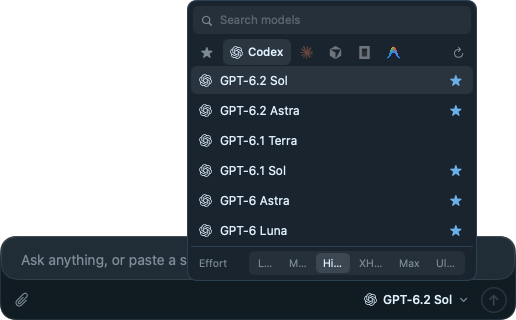 Search models
Codex
GPT-6.2 Sol
GPT-6.2 Astra
GPT-6.1 Terra
GPT-6.1 Sol
GPT-6 Astra
GPT-6 Luna
Effort L... M... Hi... XH... Max Ul...
Ask anything, or paste a s
GPT-6.2 Sol